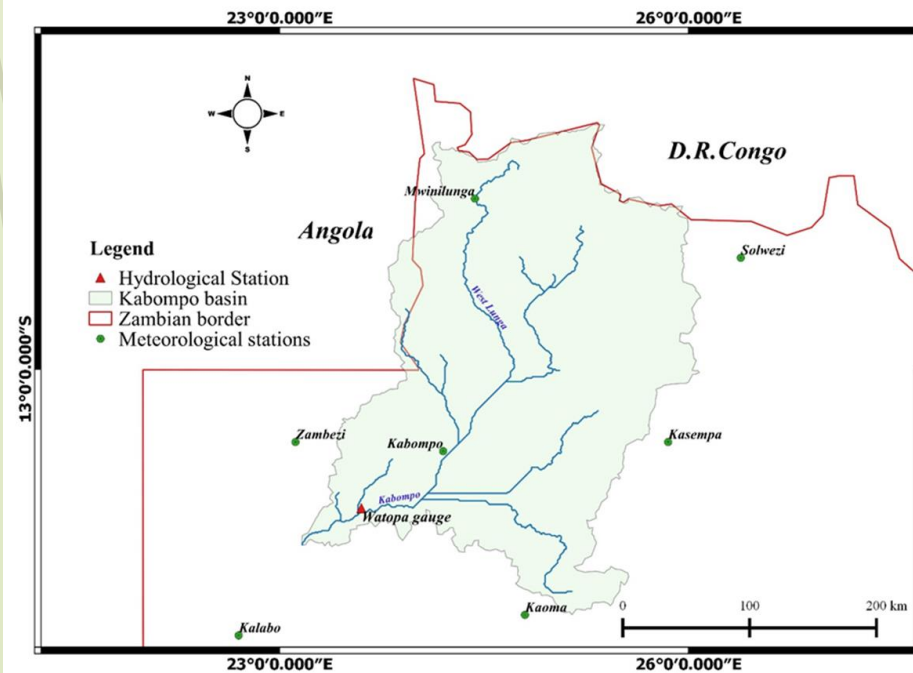 23°0'0.000"E
26°0'0.000"E
N
W
E
S
D.R.Congo
Mwinilunga
Angola
Solwezi
Legend
Hydrological Station
Kabompo basin
Zambian border
Meteorological stations
West Lunga
13°0'0.000"S
Zambezi
Kabompo
Kasempa
Kabompo
Watopa gauge
Kaoma
0
100
200 km
Kalabo
23°0'0.000"E
26°0'0.000"E